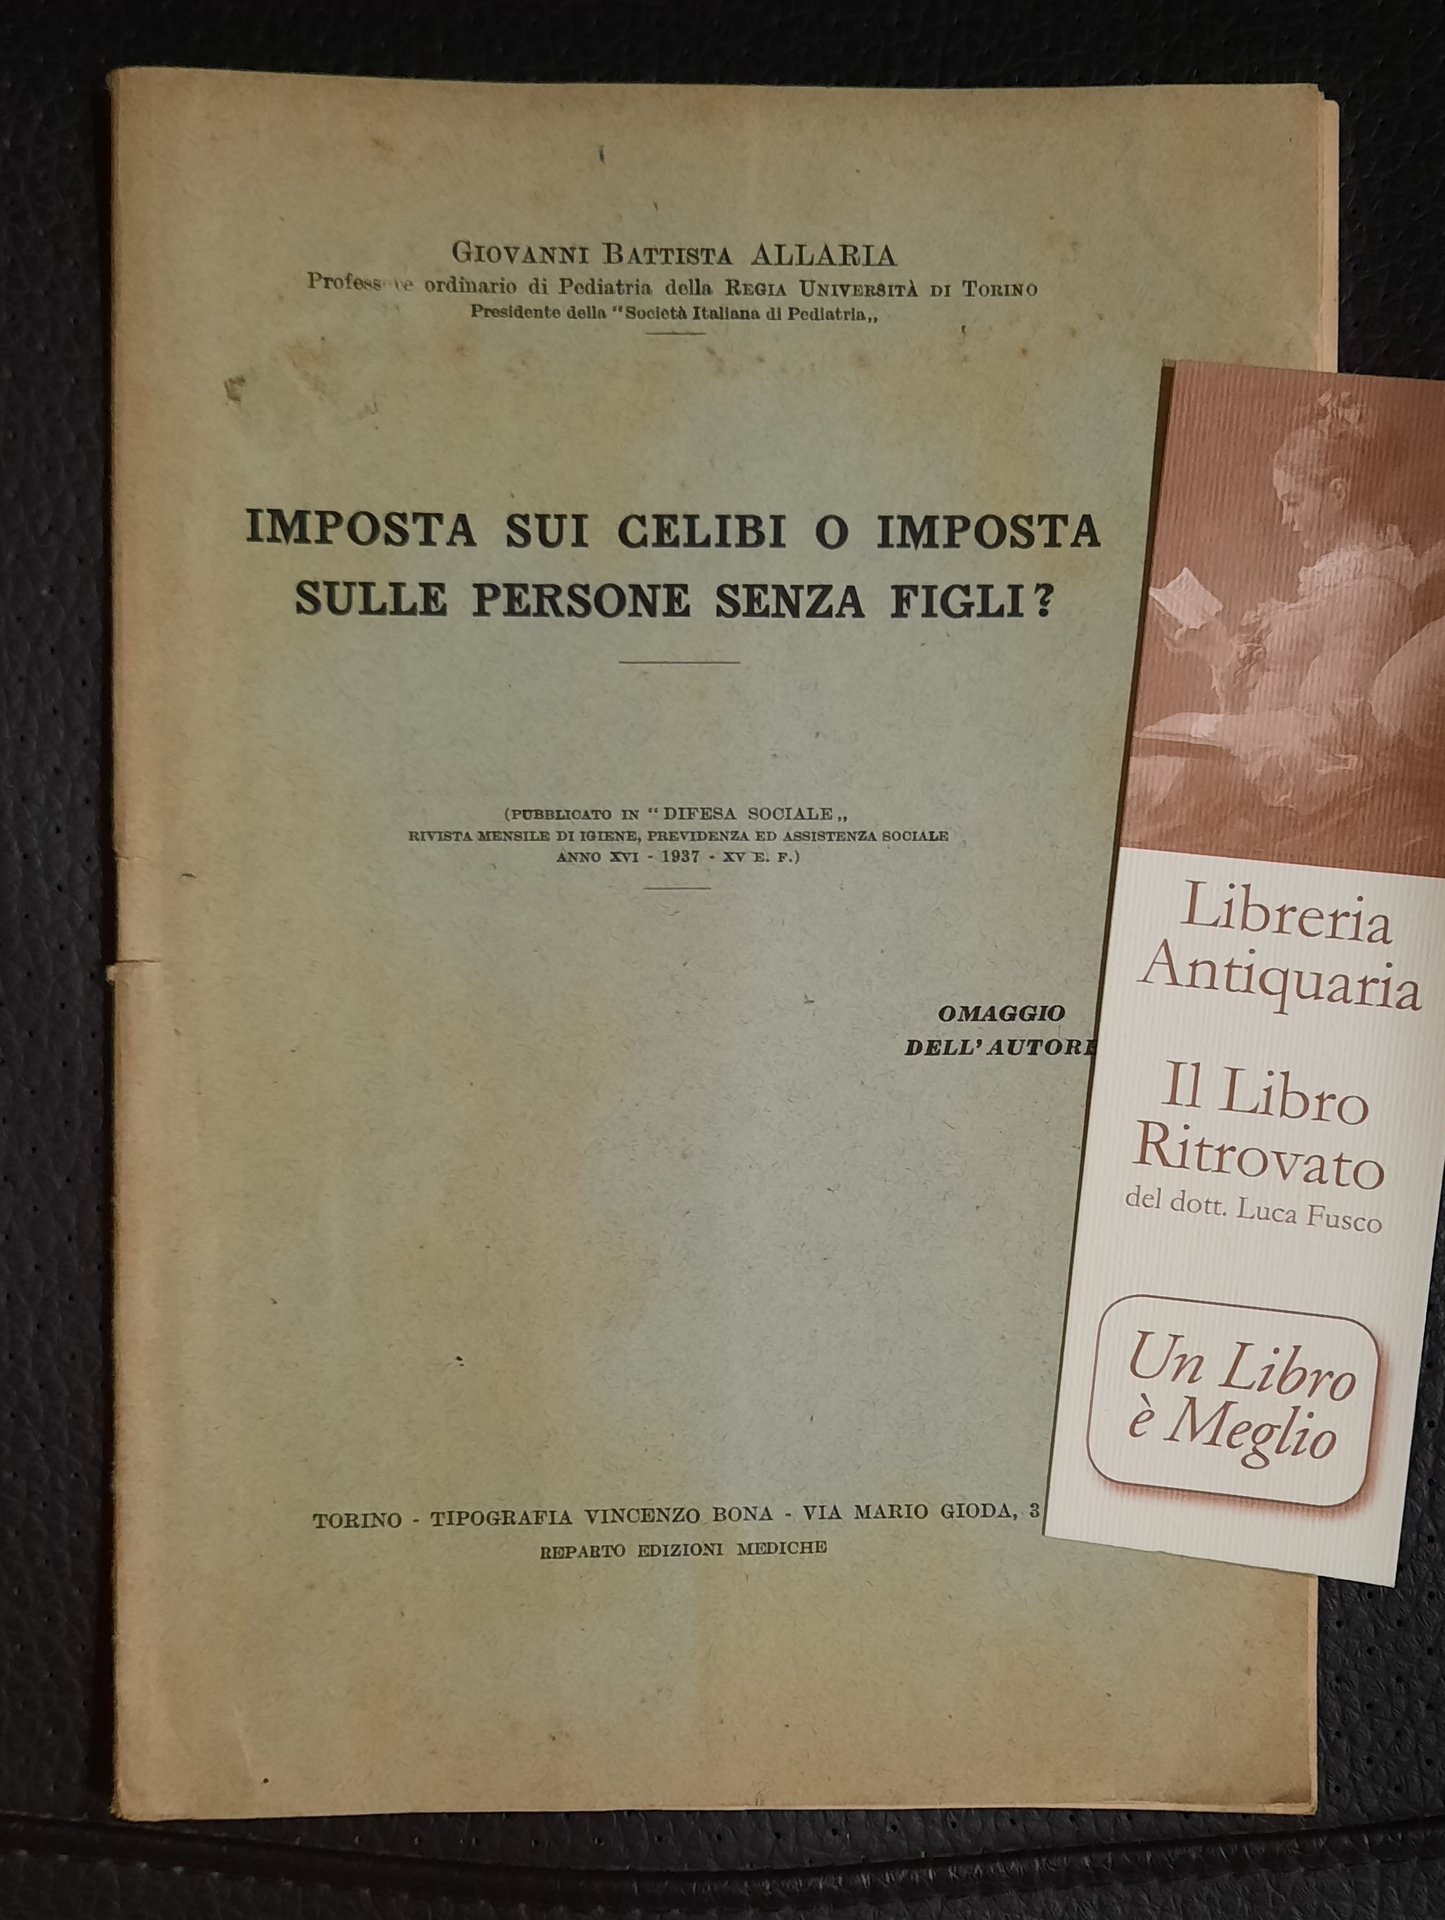 Giovanni Battista ALLARIA
Professore ordinario di Pediatria della Regia Università di Torino
Presidente della "Società Italiana di Pediatria„
IMPOSTA SUI CELIBI O IMPOSTA
SULLE PERSONE SENZA FIGLI?
(PUBBLICATO IN "DIFESA SOCIALE„
RIVISTA MENSILE DI IGIENE, PREVIDENZA ED ASSISTENZA SOCIALE
ANNO XVI - 1937 - XV E. F.)
OMAGGIO
DELL'AUTORE
TORINO - TIPOGRAFIA VINCENZO BONA - VIA MARIO GIODA, 3
REPARTO EDIZIONI MEDICHE
Libreria
Antiquaria
Il Libro
Ritrovato
del dott. Luca Fusco
Un Libro
è Meglio